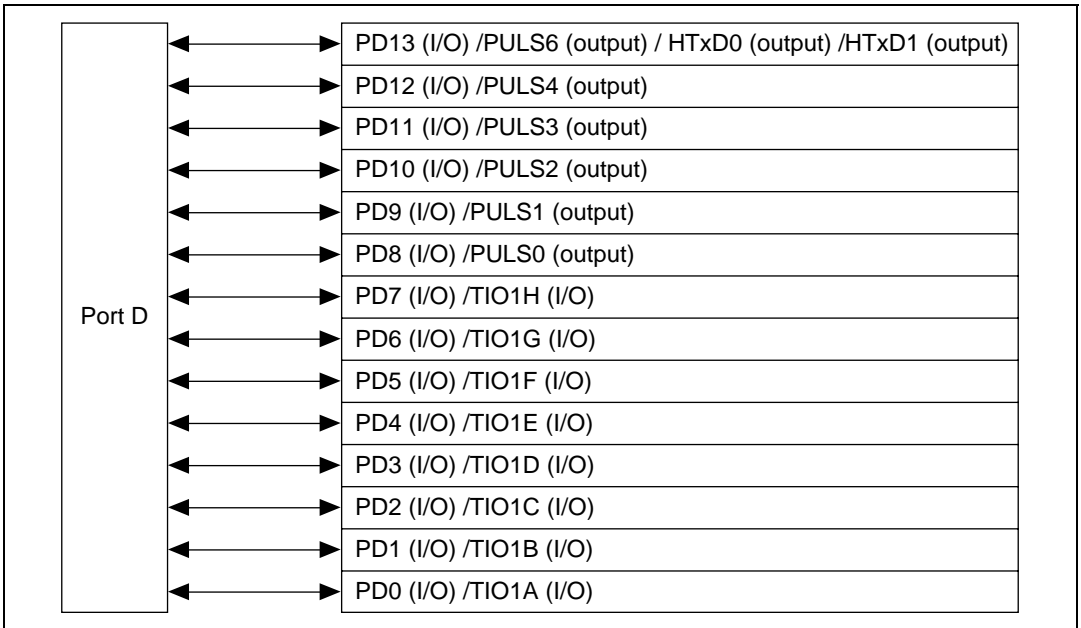 PD13 (I/O) /PULS6 (output) / HTxD0 (output) /HTxD1 (output)
PD12 (I/O) /PULS4 (output)
PD11 (I/O) /PULS3 (output)
PD10 (I/O) /PULS2 (output)
PD9 (I/O) /PULS1 (output)
PD8 (I/O) /PULS0 (output)
PD7 (I/O) /TIO1H (I/O)
Port D
PD6 (I/O) /TIO1G (I/O)
PD5 (I/O) /TIO1F (I/O)
PD4 (I/O) /TIO1E (I/O)
PD3 (I/O) /TIO1D (I/O)
PD2 (I/O) /TIO1C (I/O)
PD1 (I/O) /TIO1B (I/O)
PD0 (I/O) /TIO1A (I/O)